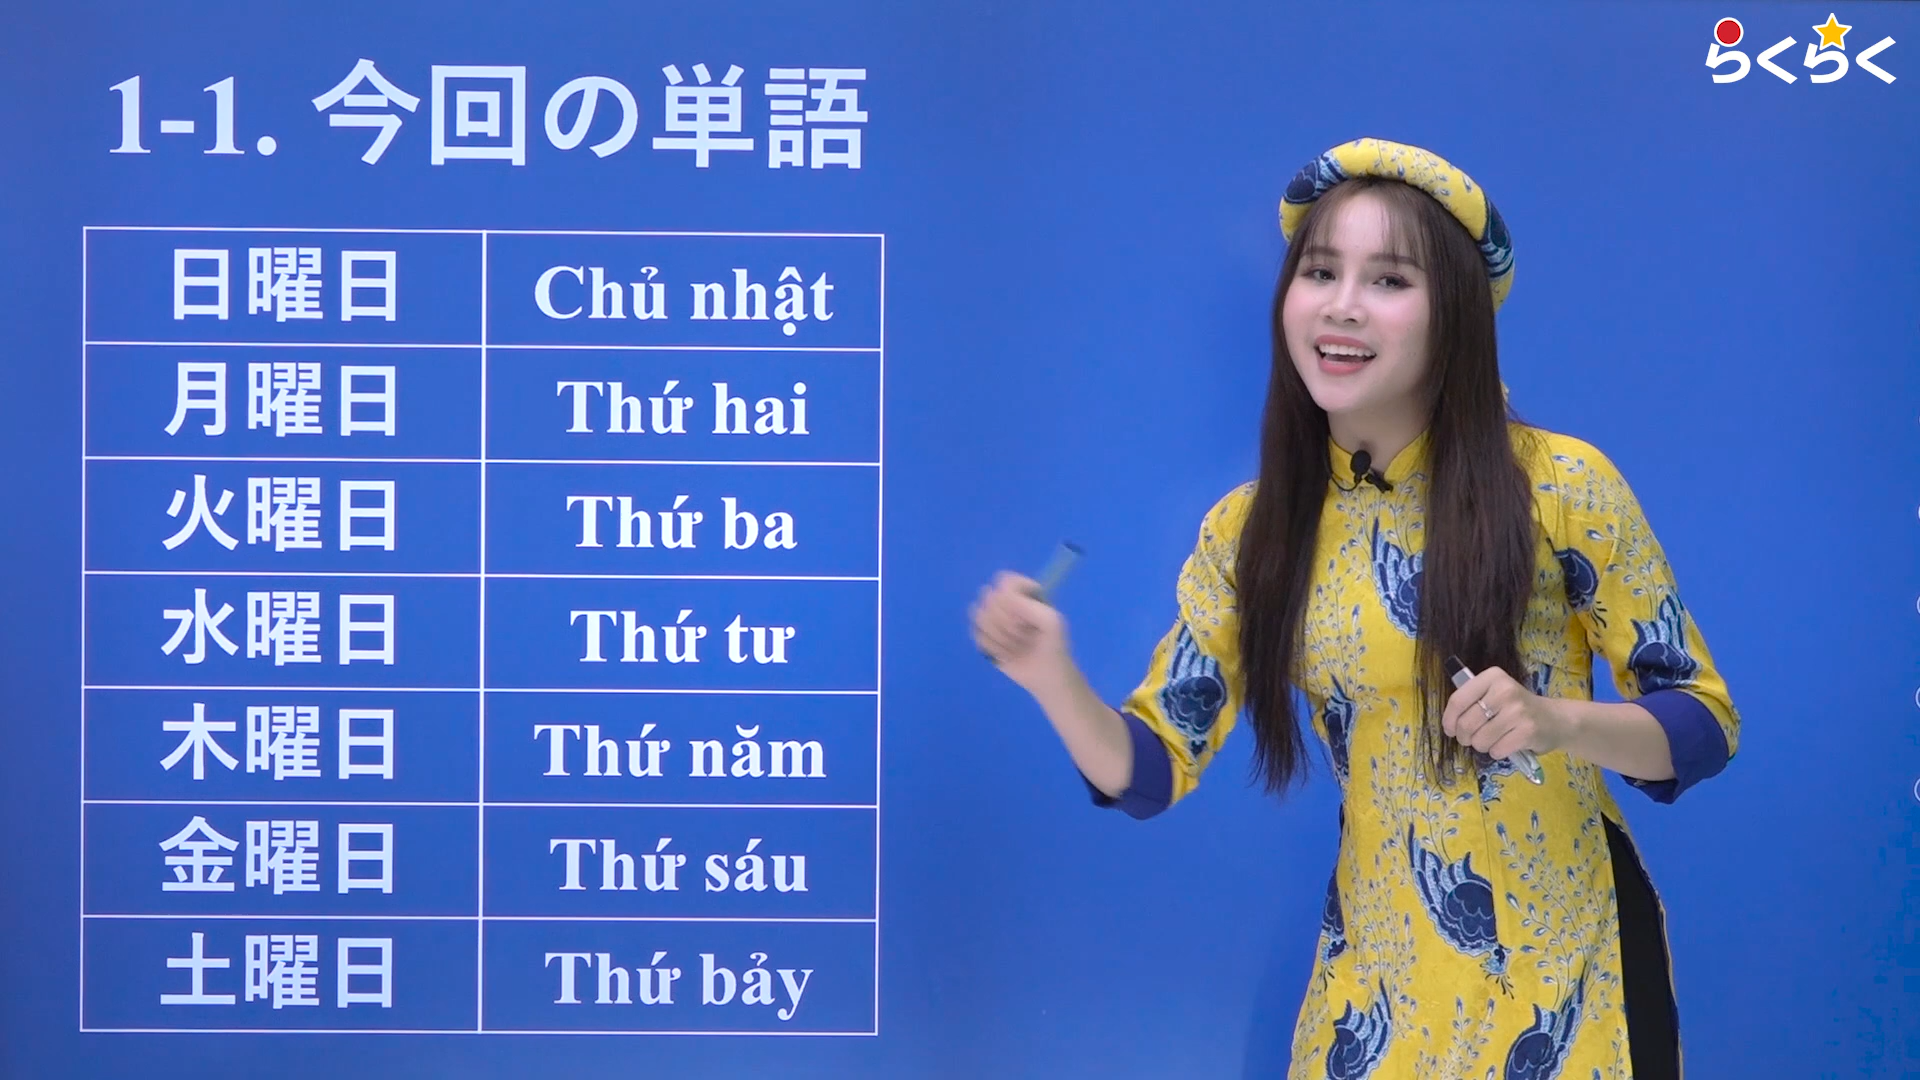 らくらく
1-1. 今回の単語
日曜日 Chủ nhật
月曜日 Thứ hai
火曜日 Thứ ba
水曜日 Thứ tư
木曜日 Thứ năm
金曜日 Thứ sáu
土曜日 Thứ bảy